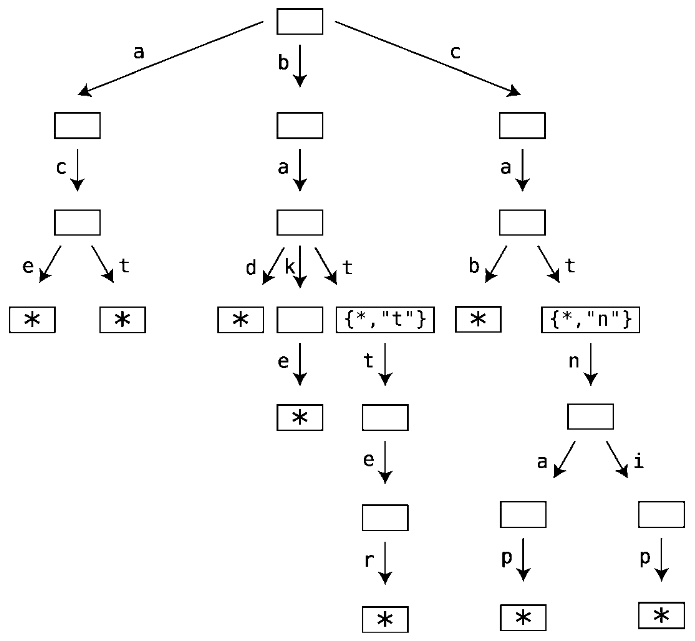 a b c
c a a
e t d k t b t
* * * {*,"t"} * {*,"n"}
e t n
*
e a i
r p p
* * *